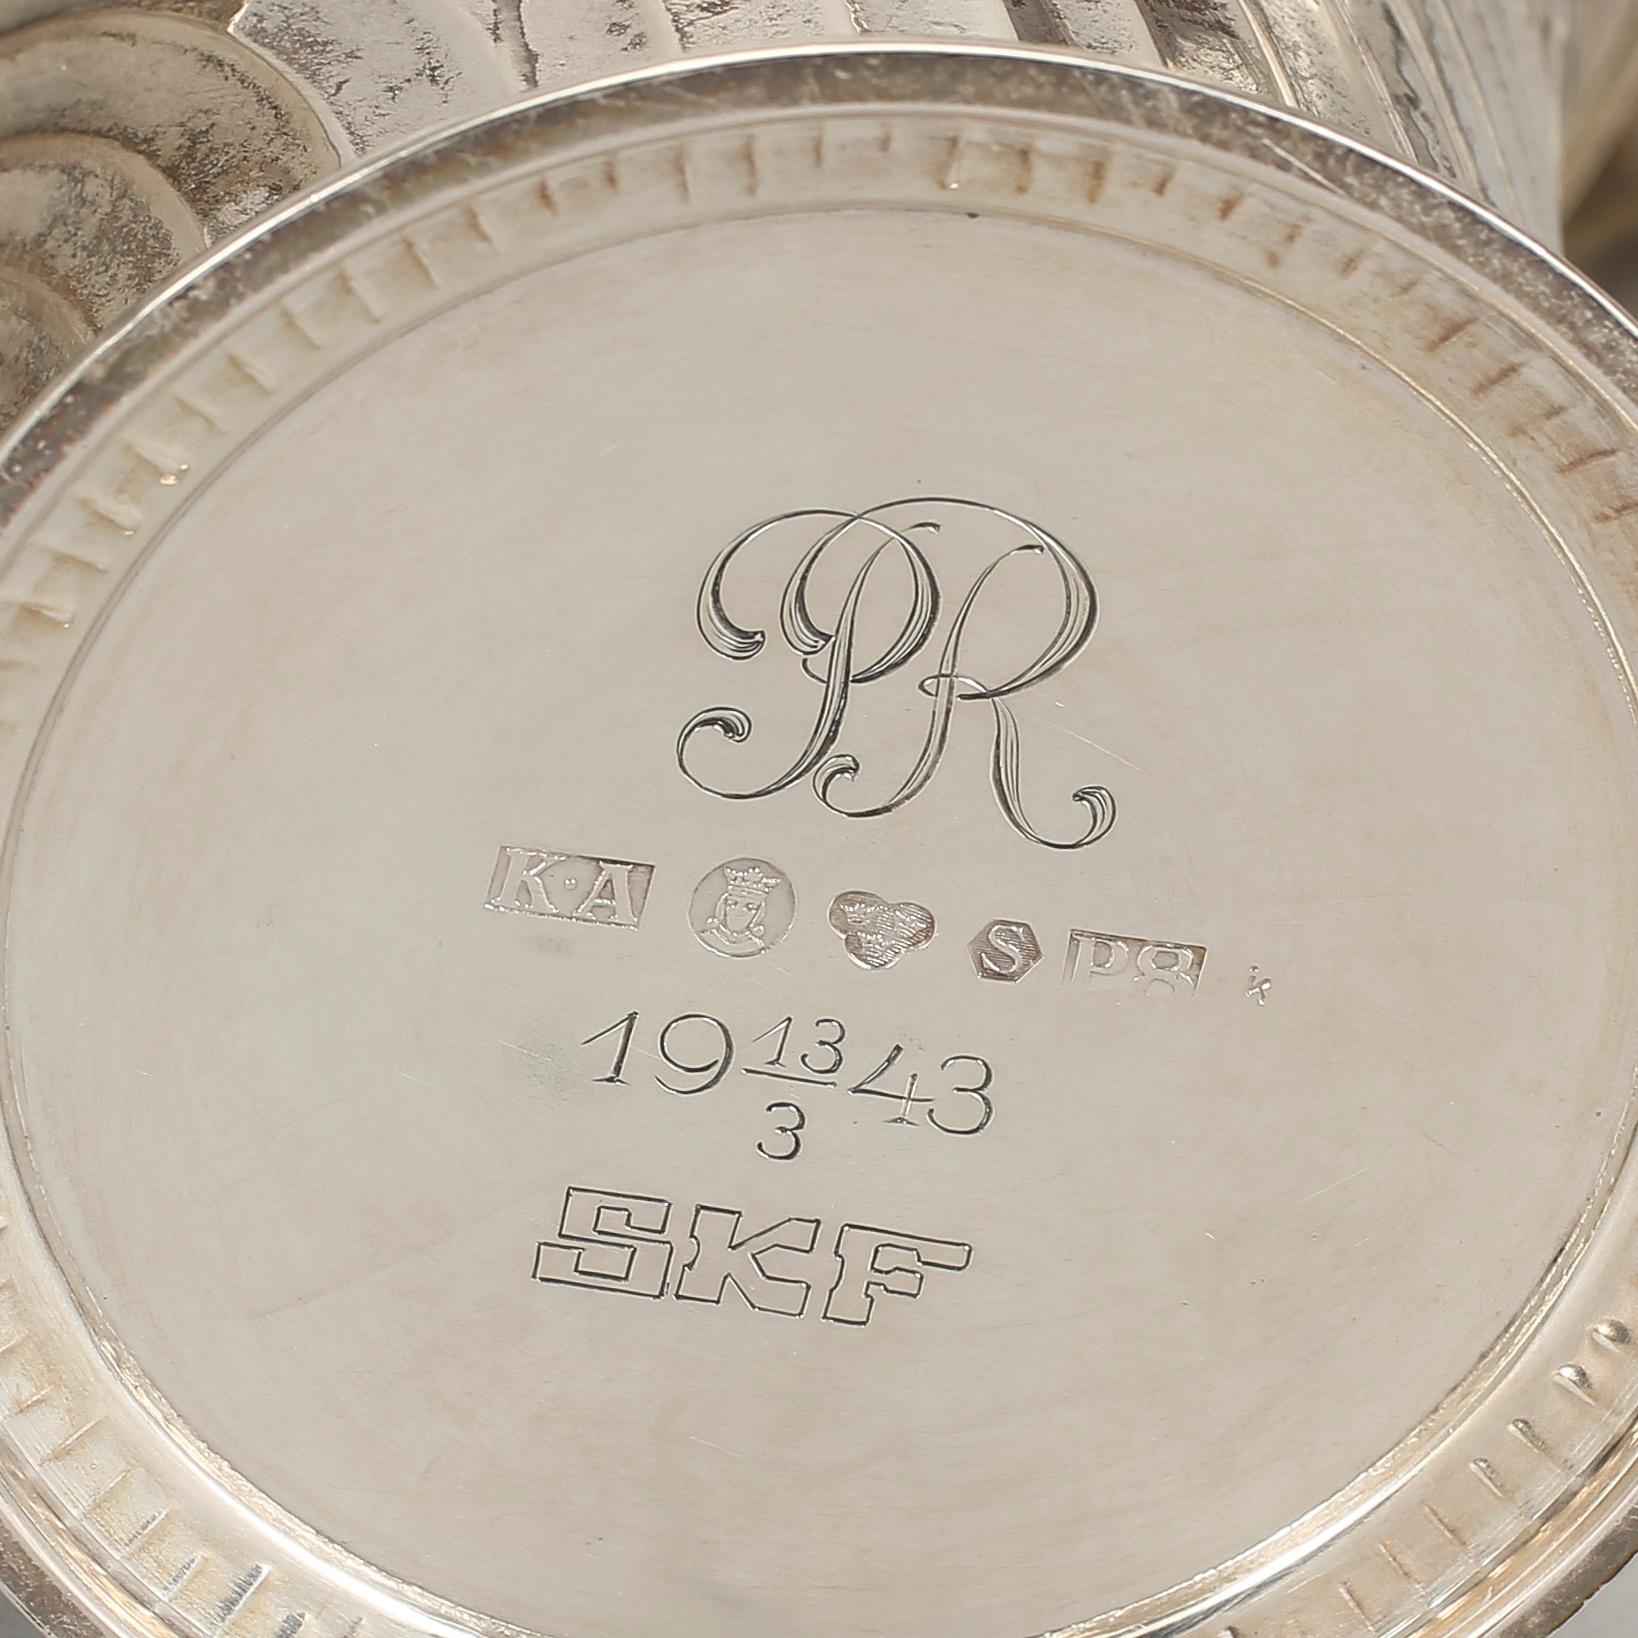 PR
K·A S P8
19 13/3 43
SKF